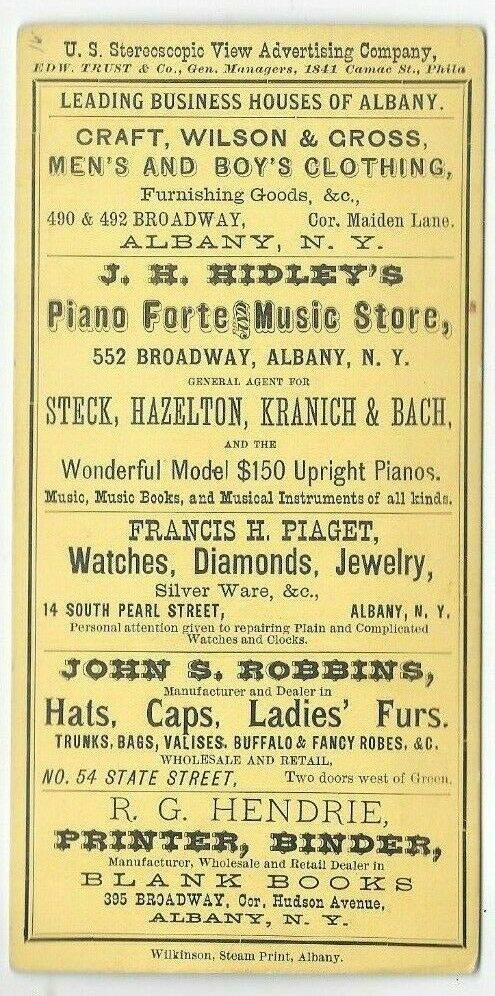 U. S. Stereoscopic View Advertising Company,
EDW. TRUST & Co., Gen. Managers, 1841 Camac St., Phila
LEADING BUSINESS HOUSES OF ALBANY.
CRAFT, WILSON & GROSS,
MEN'S AND BOY'S CLOTHING,
Furnishing Goods, &c.,
490 & 492 BROADWAY, Cor. Maiden Lane.
ALBANY, N. Y.
J. H. HIDLEY'S
Piano Forte AND Music Store,
552 BROADWAY, ALBANY, N. Y.
GENERAL AGENT FOR
STECK, HAZELTON, KRANICH & BACH,
AND THE
Wonderful Model $150 Upright Pianos.
Music, Music Books, and Musical Instruments of all kinds.
FRANCIS H. PIAGET,
Watches, Diamonds, Jewelry,
Silver Ware, &c.,
14 SOUTH PEARL STREET, ALBANY, N. Y.
Personal attention given to repairing Plain and Complicated
Watches and Clocks.
JOHN S. ROBBINS,
Manufacturer and Dealer in
Hats, Caps, Ladies' Furs.
TRUNKS, BAGS, VALISES, BUFFALO & FANCY ROBES, &C.
WHOLESALE AND RETAIL,
NO. 54 STATE STREET, Two doors west of Green.
R. G. HENDRIE,
PRINTER, BINDER,
Manufacturer, Wholesale and Retail Dealer in
BLANK BOOKS
395 BROADWAY, Cor. Hudson Avenue,
ALBANY, N. Y.
Wilkinson, Steam Print, Albany.